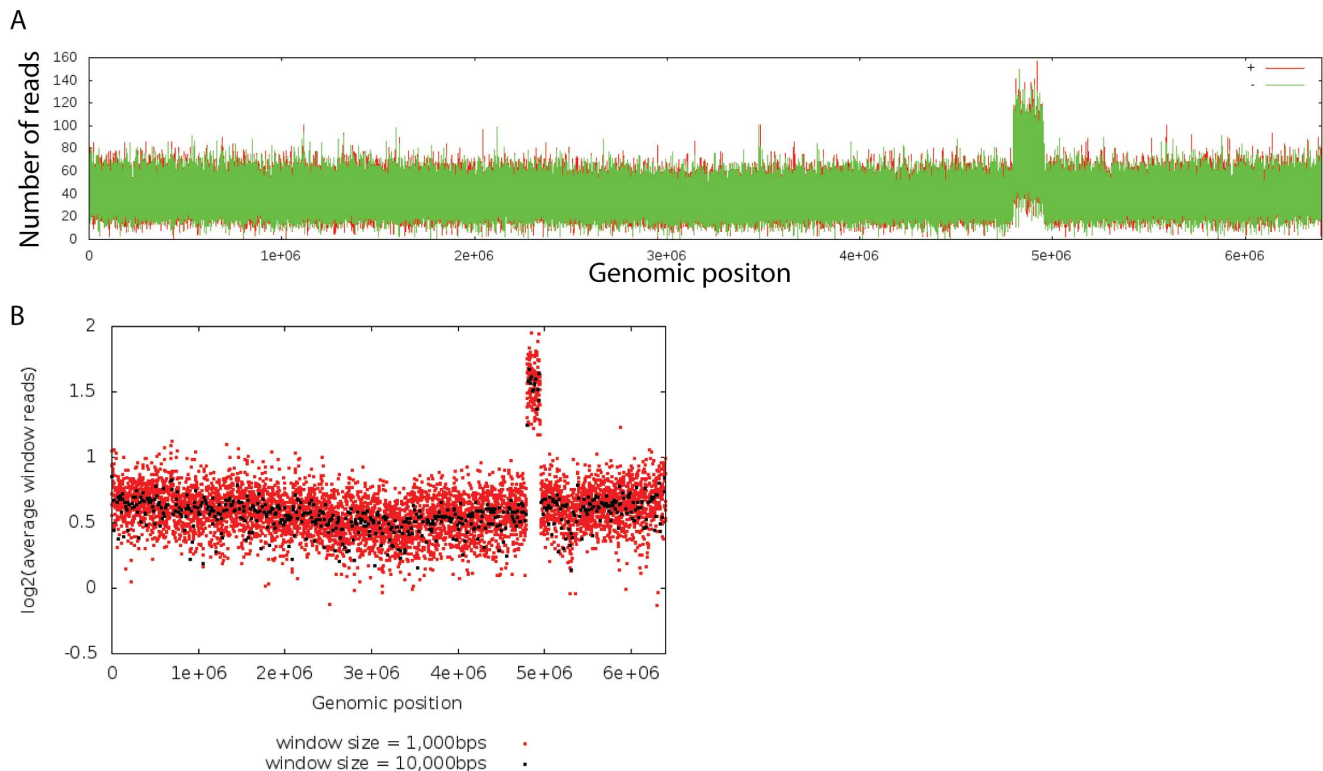 A
Number of reads
160
140
120
100
80
60
40
20
0
+
-
0 1e+06 2e+06 3e+06 4e+06 5e+06 6e+06
Genomic positon
B
log2(average window reads)
2
1.5
1
0.5
0
-0.5
0 1e+06 2e+06 3e+06 4e+06 5e+06 6e+06
Genomic position
window size = 1,000bps
window size = 10,000bps